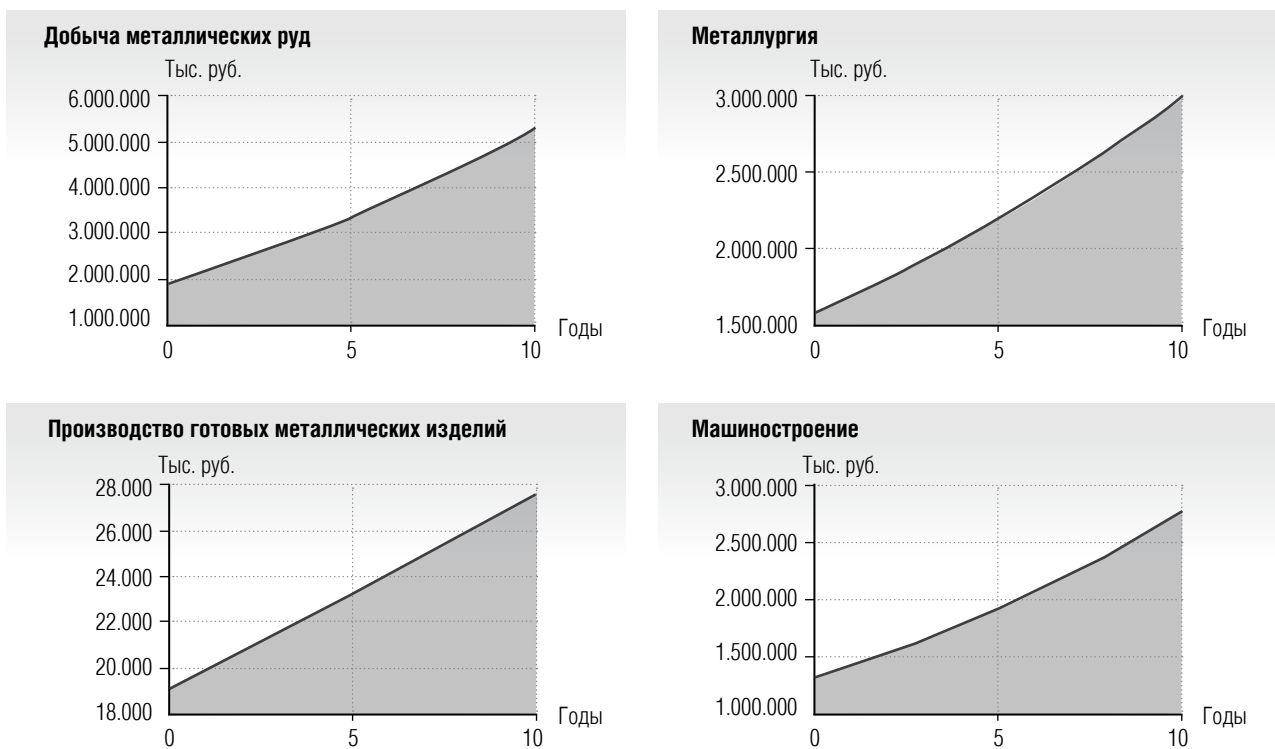 Добыча металлических руд
Тыс. руб.
6.000.000
5.000.000
4.000.000
3.000.000
2.000.000
1.000.000
0
5
10
Годы
Металлургия
Тыс. руб.
3.000.000
2.500.000
2.000.000
1.500.000
0
5
10
Годы
Производство готовых металлических изделий
Тыс. руб.
28.000
26.000
24.000
22.000
20.000
18.000
0
5
10
Годы
Машиностроение
Тыс. руб.
3.000.000
2.500.000
2.000.000
1.500.000
1.000.000
0
5
10
Годы